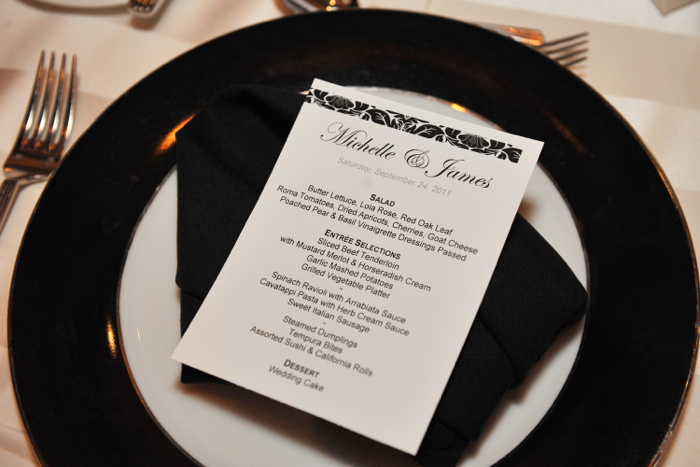 Michelle & James
Saturday, September 24, 2011
SALAD
Butter Lettuce, Lola Rose, Red Oak Leaf
Roma Tomatoes, Dried Apricots, Cherries, Goat Cheese
Poached Pear & Basil Vinaigrette Dressings Passed
ENTRÉE SELECTIONS
Sliced Beef Tenderloin
with Mustard Merlot & Horseradish Cream
Garlic Mashed Potatoes
Grilled Vegetable Platter
~
Spinach Ravioli with Arrabiata Sauce
Cavatappi Pasta with Herb Cream Sauce
Sweet Italian Sausage
~
Steamed Dumplings
Tempura Bites
Assorted Sushi & California Rolls
DESSERT
Wedding Cake